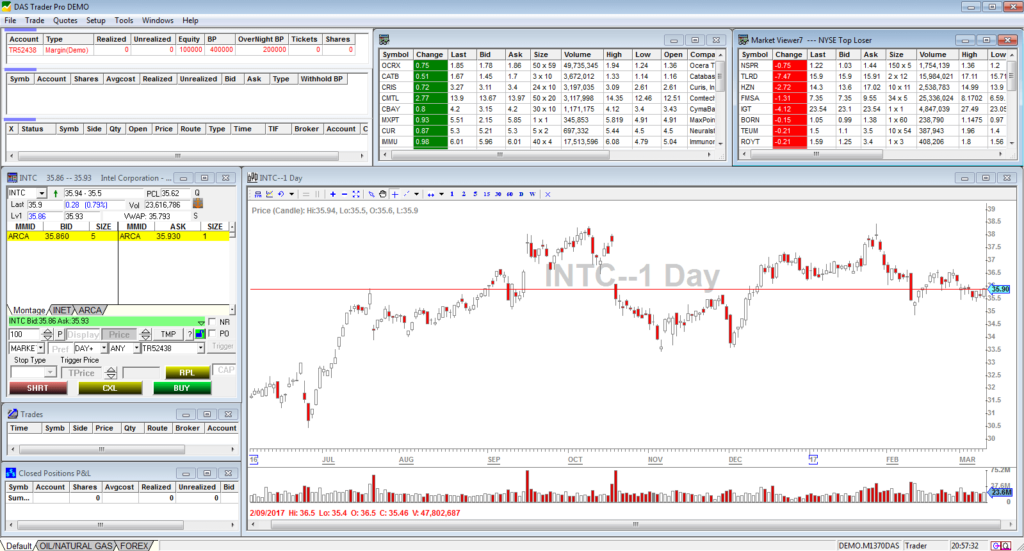 DAS Trader Pro DEMO
File Trade Quotes Setup Tools Windows Help
Account Type Realized Unrealized Equity BP OverNight BP Tickets Shares
TR52438 Margin(Demo) 0 0 100000 400000 200000 0 0
Symb Account Shares Avgcost Realized Unrealized Bid Ask Type Withhold BP
X Status Symb Side Qty Open Price Route Type Time TIF Broker Account C
Symbol Change Last Bid Ask Size Volume High Low Open Name
OCRX 0.75 1.85 1.78 1.86 50 x 59 49,735,345 1.94 1.24 1.36 Ocera T
CATB 0.51 1.67 1.45 1.7 3 x 10 3,672,012 1.33 1.14 1.16 Catabas
CRIS 0.72 3.27 3.11 3.4 24 x 10 3,197,035 3.09 2.61 2.61 Curis, In
CMTL 2.77 13.9 13.67 13.97 50 x 20 3,117,998 14.35 12.46 12.51 Comtech
CBAY 0.8 4.2 3.15 4.2 30 x 10 1,171,175 4.12 3.4 3.43 CymaBa
MXPT 0.93 5.51 2.15 5.85 1 x 1 345,853 5.819 4.91 4.91 MaxPoin
CUR 0.87 5.3 5.21 5.3 5 x 2 697,332 5.44 4.5 4.5 Neuralst
IMMU 0.98 6.01 5.96 6.01 40 x 4 17,513,596 6.08 4.79 5.04 Immunor
Market Viewer7 --- NYSE Top Loser
Symbol Change Last Bid Ask Size Volume High Low
NSPR -0.75 1.22 1.03 1.44 150 x 5 1,754,139 1.36 1.2
TLRD -7.47 15.9 15.9 15.91 2 x 12 15,984,021 17.11 15.71
HZN -2.72 14.3 13.6 17.02 10 x 11 2,538,783 14.99 13.9
FMSA -1.31 7.35 7.35 9.55 34 x 5 25,336,024 8.1702 6.59
IGT -4.12 23.54 23.1 23.54 1 x 1 4,847,039 27.49 23.05
BORN -0.15 1.05 0.99 1.38 1 x 60 238,790 1.1475 0.97
TEUM -0.21 1.5 1.1 3.5 10 x 54 387,943 1.96 1.4
ROYT -0.21 1.59 1.25 3.4 1 x 3 408,206 1.8 1.56
INTC 35.86 -- 35.93 Intel Corporation -...
INTC 35.94 - 35.5 PCL 35.62 Q
Last 35.9 0.28 (0.79%) Vol 23,616,786
Lv1 35.86 35.93 VWAP: 35.793 S
MMID BID SIZE MMID ASK SIZE
ARCA 35.860 5 ARCA 35.930 1
Montage INET ARCA
INTC Bid:35.86 Ask:35.93 NR
100 P Display Price TMP ? PO
MARKE Pref DAY+ ANY TR52438 Trigger
Stop Type Trigger Price
TPrice RPL CAP
SHRT CXL BUY
Trades
Time Symb Side Price Qty Route Broker Account
Closed Positions P&L
Symb Account Shares Avgcost Realized Unrealized Bid
Sum... 0 0 0
INTC--1 Day
1 2 5 15 30 60 D W
Price (Candle): Hi:35.94, Lo:35.5, O:35.6, L:35.9
INTC--1 Day
39
38.5
38
37.5
37
36.5
36
35.90
35.5
35
34.5
34
33.5
33
32.5
32
31.5
31
30.5
30
16 JUL AUG SEP OCT NOV DEC 17 FEB MAR
75.2M
37.6M
23.6M
2/09/2017 Hi: 36.5 Lo: 35.4 O: 36.5 C: 35.46 V: 47,802,687
Default OIL/NATURAL GAS FOREX
DEMO.M1370DAS Trader 20:57:32